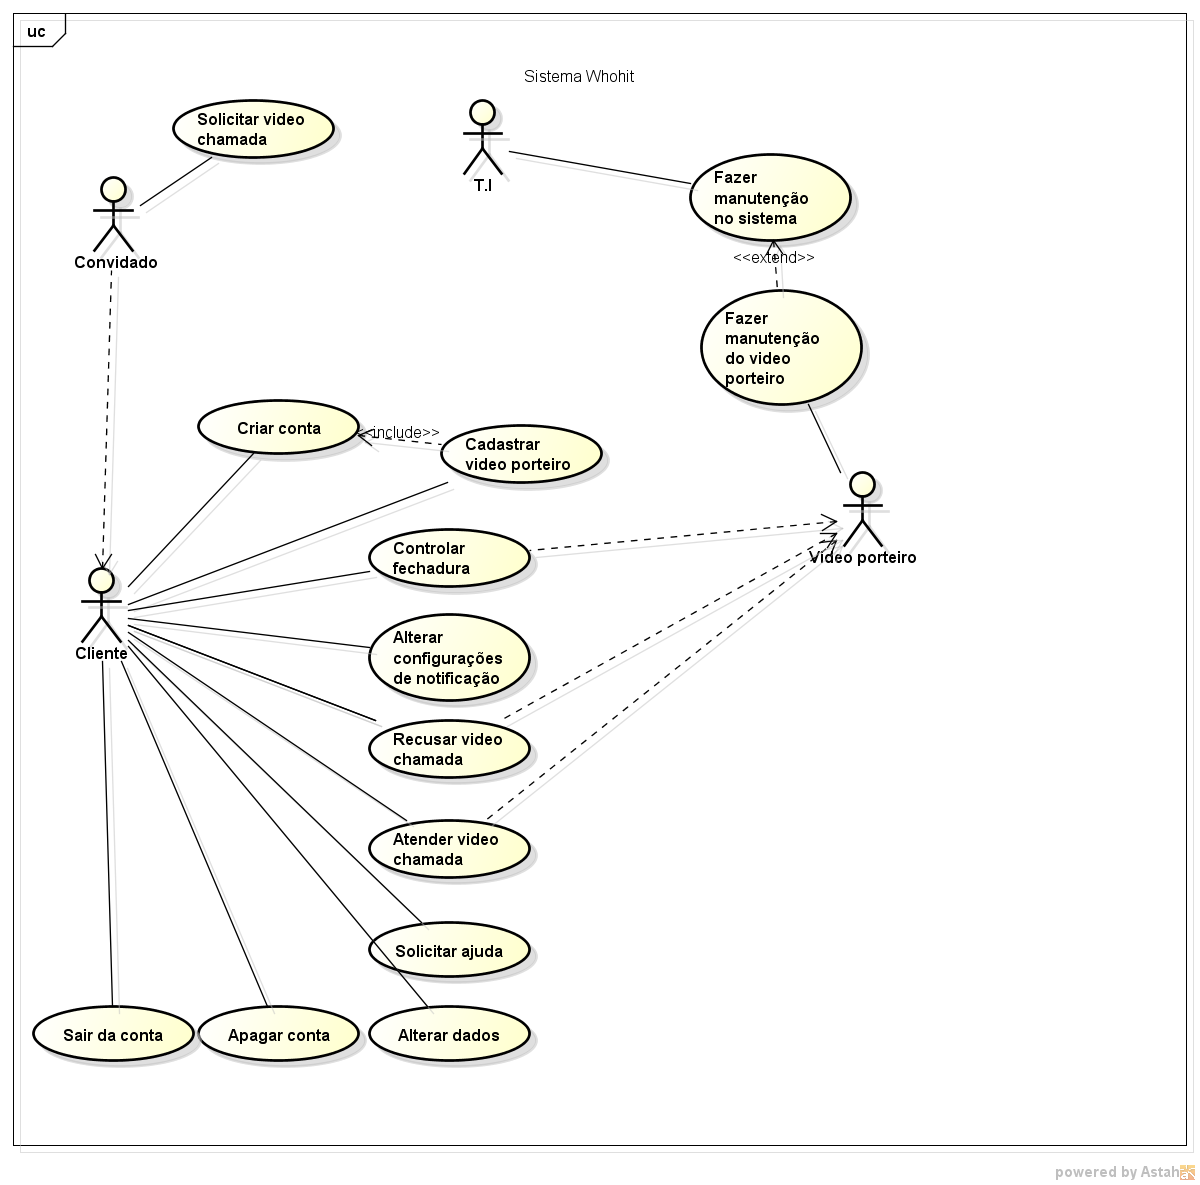 uc
Sistema Whohit
Solicitar video
chamada
T.I
Fazer
manutenção
no sistema
Convidado
<<extend>>
Fazer
manutenção
do video
porteiro
Criar conta
<<include>>
Cadastrar
video porteiro
Controlar
fechadura
Video porteiro
Cliente
Alterar
configurações
de notificação
Recusar video
chamada
Atender video
chamada
Solicitar ajuda
Sair da conta
Apagar conta
Alterar dados
powered by Astah